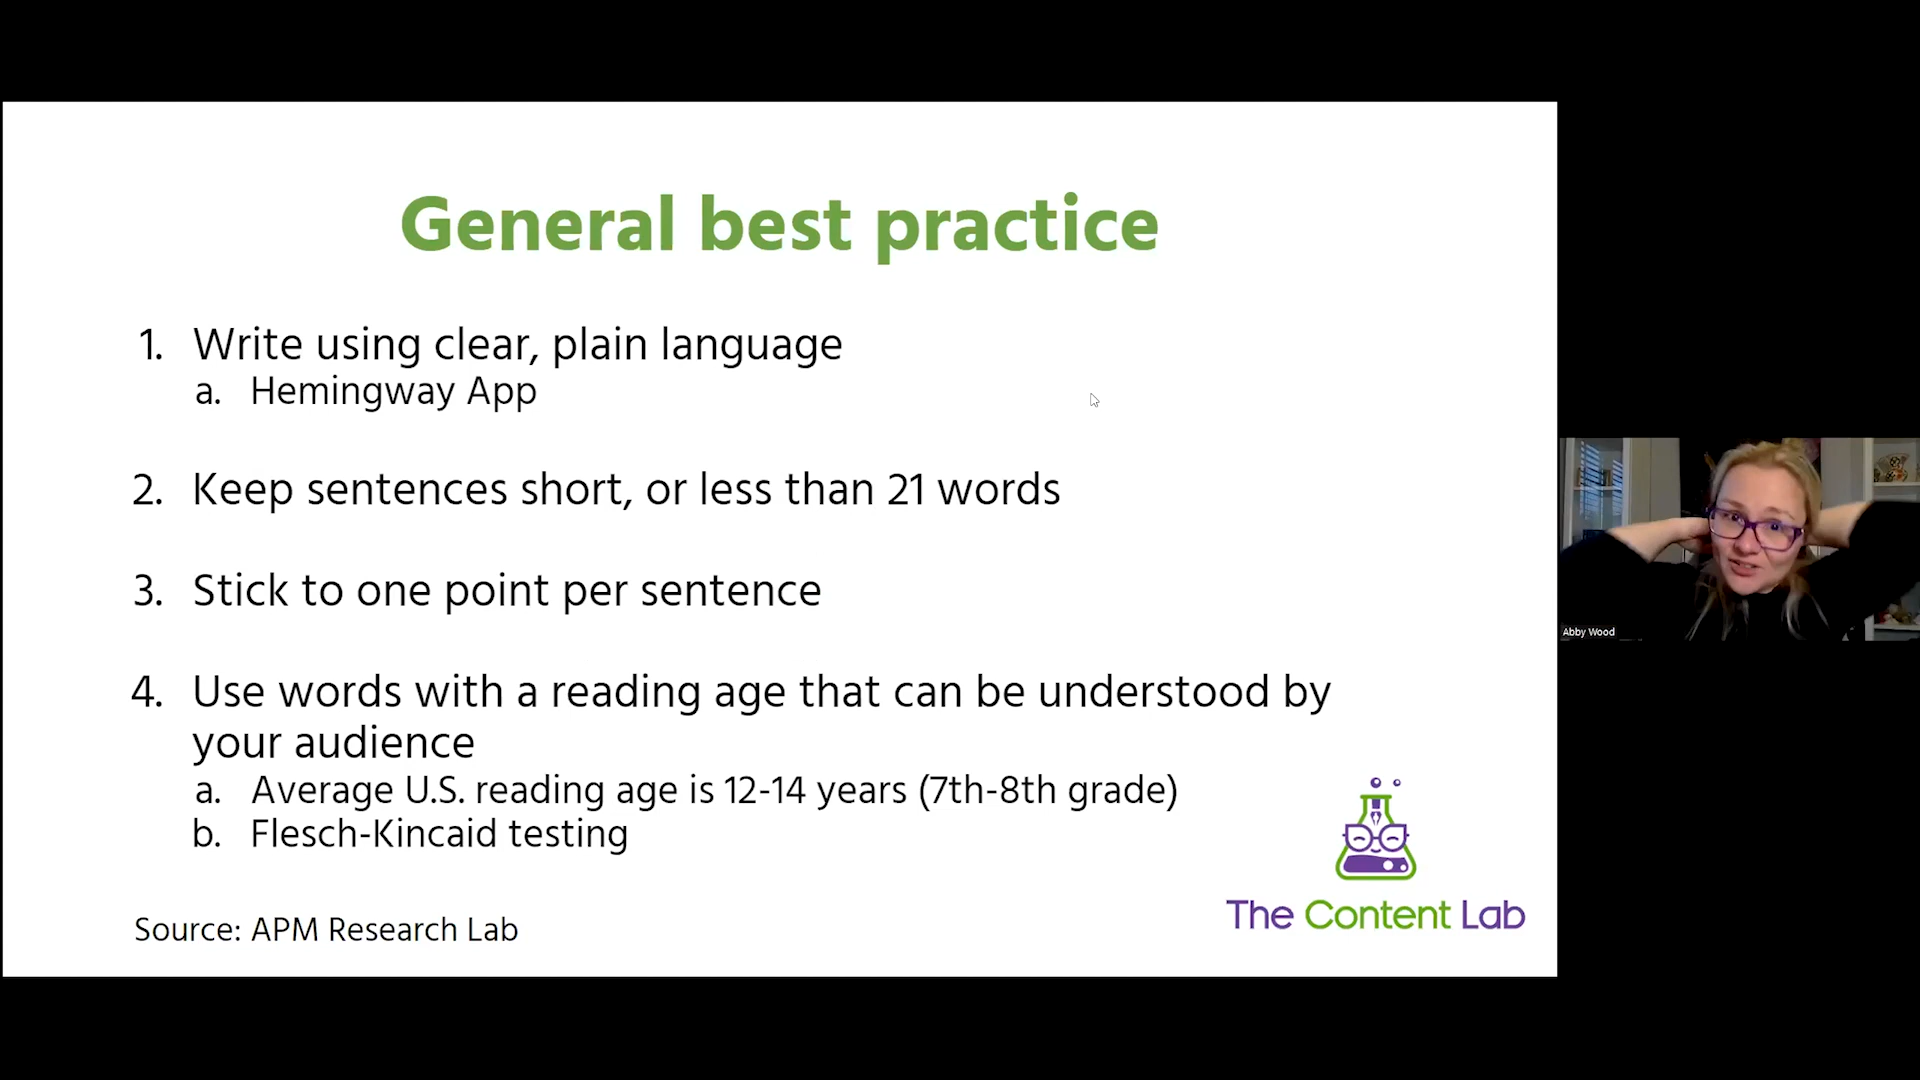 General best practice
1. Write using clear, plain language
a. Hemingway App
2. Keep sentences short, or less than 21 words
3. Stick to one point per sentence
4. Use words with a reading age that can be understood by
your audience
a. Average U.S. reading age is 12-14 years (7th-8th grade)
b. Flesch-Kincaid testing
Source: APM Research Lab
The Content Lab
Abby Wood